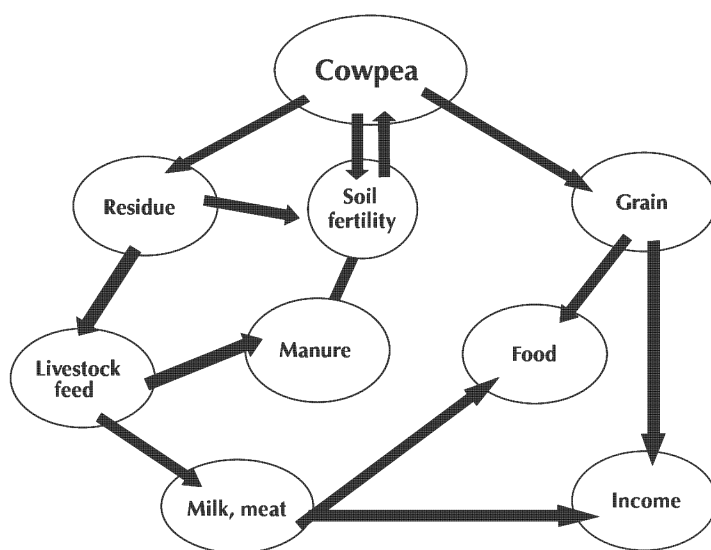 Cowpea
Residue
Soil
fertility
Grain
Livestock
feed
Manure
Food
Milk, meat
Income